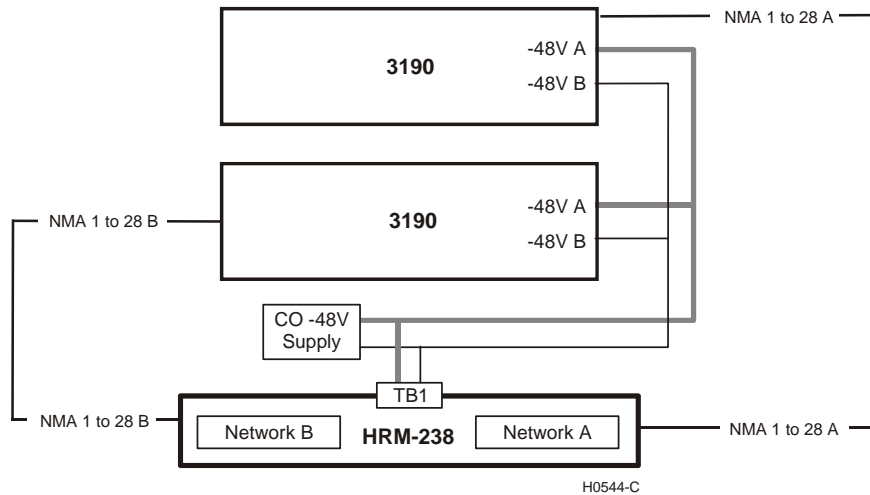 NMA 1 to 28 A
3190
-48V A
-48V B
NMA 1 to 28 B
3190
-48V A
-48V B
CO -48V
Supply
TB1
NMA 1 to 28 B
Network B
HRM-238
Network A
NMA 1 to 28 A
H0544-C